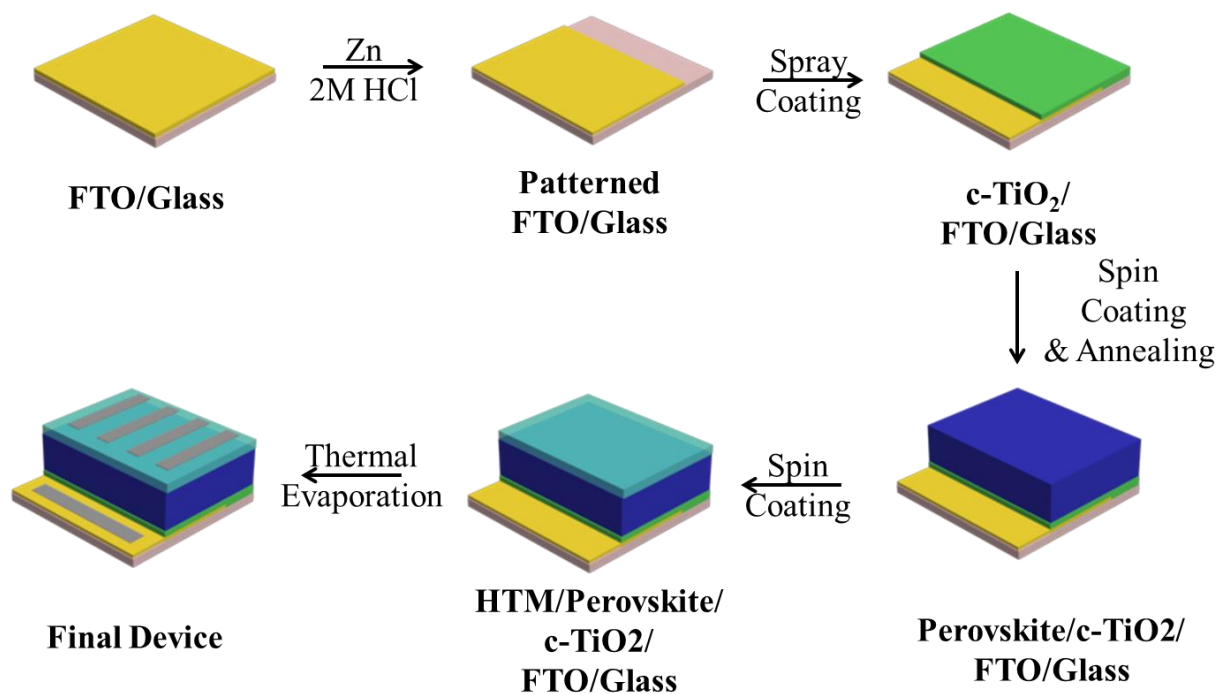 Zn
2M HCl
Spray
Coating
FTO/Glass
Patterned
FTO/Glass
c-TiO₂/
FTO/Glass
Spin
Coating
& Annealing
Thermal
Evaporation
Spin
Coating
Final Device
HTM/Perovskite/
c-TiO2/
FTO/Glass
Perovskite/c-TiO2/
FTO/Glass